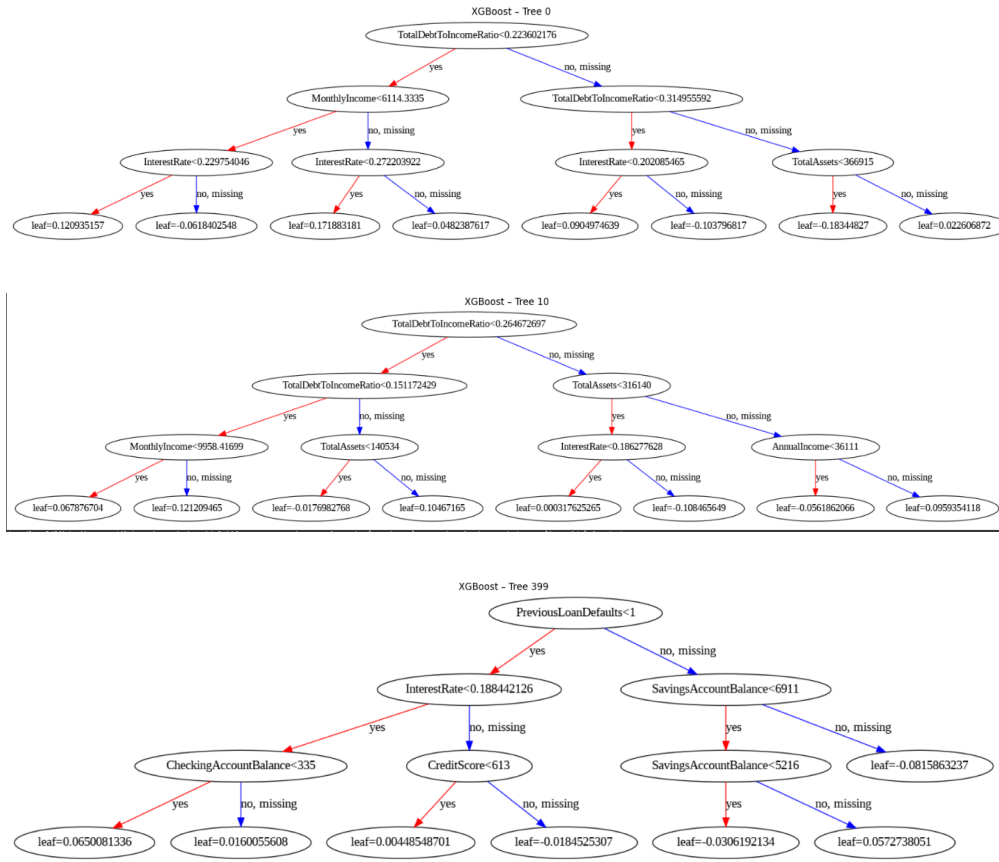 XGBoost – Tree 0
TotalDebtToIncomeRatio<0.223602176
yes
no, missing
MonthlyIncome<6114.3335
TotalDebtToIncomeRatio<0.314955592
yes
no, missing
yes
no, missing
InterestRate<0.229754046
InterestRate<0.272203922
InterestRate<0.202085465
TotalAssets<366915
yes
no, missing
yes
no, missing
yes
no, missing
yes
no, missing
leaf=0.120935157
leaf=-0.0618402548
leaf=0.171883181
leaf=0.0482387617
leaf=0.0904974639
leaf=-0.103796817
leaf=-0.18344827
leaf=0.022606872
XGBoost – Tree 10
TotalDebtToIncomeRatio<0.264672697
yes
no, missing
TotalDebtToIncomeRatio<0.151172429
TotalAssets<316140
yes
no, missing
yes
no, missing
MonthlyIncome<9958.41699
TotalAssets<140534
InterestRate<0.186277628
AnnualIncome<36111
yes
no, missing
yes
no, missing
yes
no, missing
yes
no, missing
leaf=0.067876704
leaf=0.121209465
leaf=-0.0176982768
leaf=0.10467165
leaf=0.000317625265
leaf=-0.108465649
leaf=-0.0561862066
leaf=0.0959354118
XGBoost – Tree 399
PreviousLoanDefaults<1
yes
no, missing
InterestRate<0.188442126
SavingsAccountBalance<6911
yes
no, missing
yes
no, missing
CheckingAccountBalance<335
CreditScore<613
SavingsAccountBalance<5216
leaf=-0.0815863237
yes
no, missing
yes
no, missing
yes
no, missing
leaf=0.0650081336
leaf=0.0160055608
leaf=0.00448548701
leaf=-0.0184525307
leaf=-0.0306192134
leaf=0.0572738051